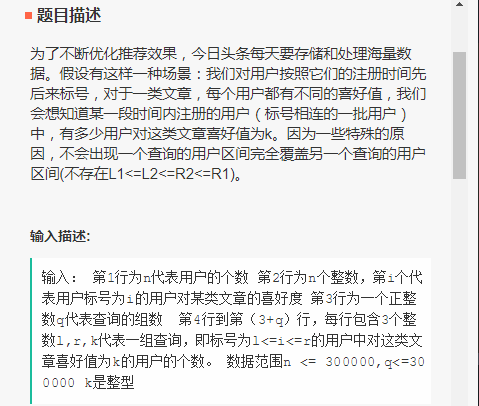 题目描述
为了不断优化推荐效果，今日头条每天要存储和处理海量数
据。假设有这样一种场景：我们对用户按照它们的注册时间先
后来标号，对于一类文章，每个用户都有不同的喜好值，我们
会想知道某一段时间内注册的用户（标号相连的一批用户）
中，有多少用户对这类文章喜好值为k。因为一些特殊的原
因，不会出现一个查询的用户区间完全覆盖另一个查询的用户
区间(不存在L1<=L2<=R2<=R1)。
输入描述:
输入： 第1行为n代表用户的个数 第2行为n个整数，第i个代
表用户标号为i的用户对某类文章的喜好度 第3行为一个正整
数q代表查询的组数  第4行到第（3+q）行，每行包含3个整
数l,r,k代表一组查询，即标号为l<=i<=r的用户中对这类文
章喜好值为k的用户的个数。 数据范围n <= 300000,q<=30
0000 k是整型